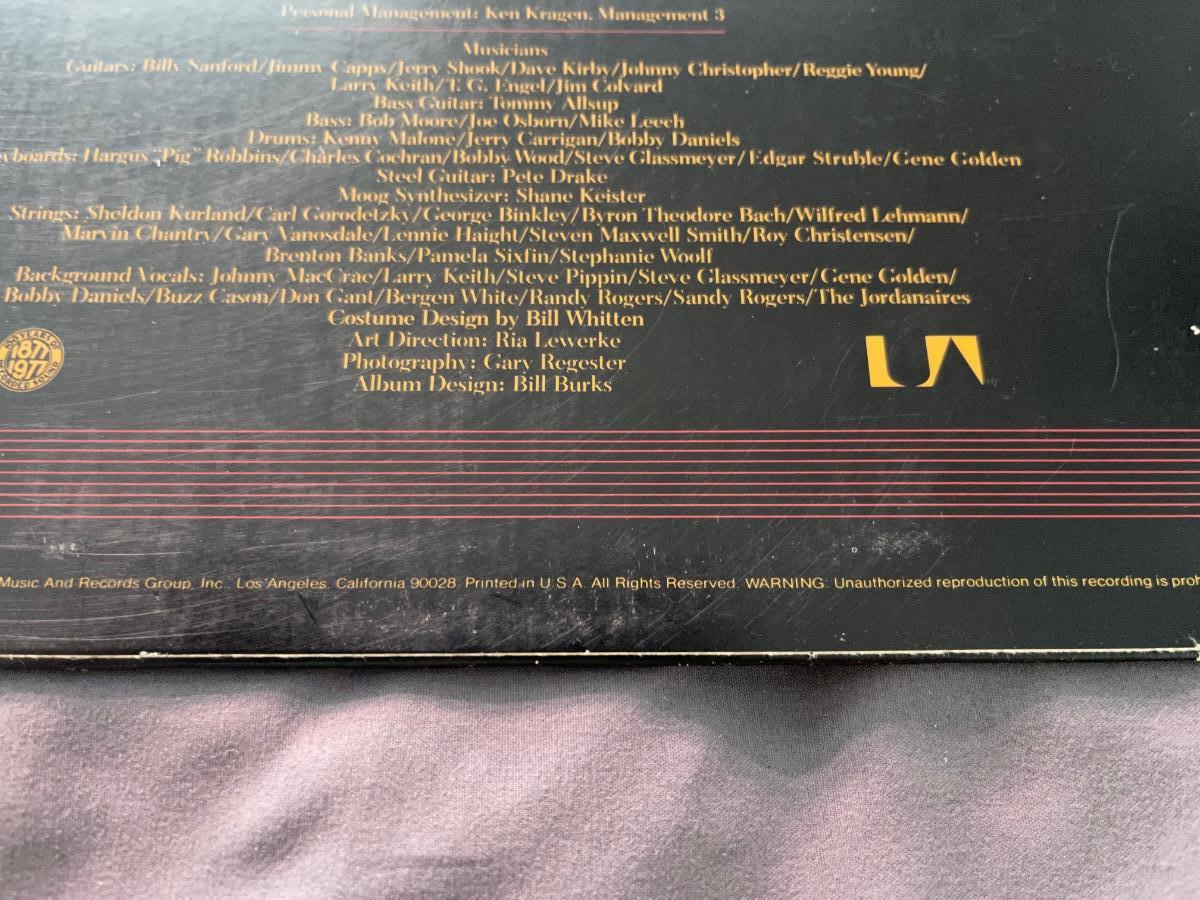 Personal Management: Ken Kragen, Management 3
Musicians
Guitars: Billy Sanford/Jimmy Capps/Jerry Shook/Dave Kirby/Johnny Christopher/Reggie Young/
Larry Keith/T. G. Engel/Jim Colvard
Bass Guitar: Tommy Allsup
Bass: Bob Moore/Joe Osborn/Mike Leech
Drums: Kenny Malone/Jerry Carrigan/Bobby Daniels
eyboards: Hargus "Pig" Robbins/Charles Cochran/Bobby Wood/Steve Glassmeyer/Edgar Struble/Gene Golden
Steel Guitar: Pete Drake
Moog Synthesizer: Shane Keister
Strings: Sheldon Kurland/Carl Gorodetzky/George Binkley/Byron Theodore Bach/Wilfred Lehmann/
Marvin Chantry/Gary Vanosdale/Lennie Haight/Steven Maxwell Smith/Roy Christensen/
Brenton Banks/Pamela Sixfin/Stephanie Woolf
Background Vocals: Johnny MacCrae/Larry Keith/Steve Pippin/Steve Glassmeyer/Gene Golden/
Bobby Daniels/Buzz Cason/Don Gant/Bergen White/Randy Rogers/Sandy Rogers/The Jordanaires
Costume Design by Bill Whitten
Art Direction: Ria Lewerke
Photography: Gary Regester
Album Design: Bill Burks
100 YEARS OF
1877
1977
RECORDED SOUND
UA
Music And Records Group, Inc., Los Angeles, California 90028 Printed in U.S.A. All Rights Reserved. WARNING: Unauthorized reproduction of this recording is proh